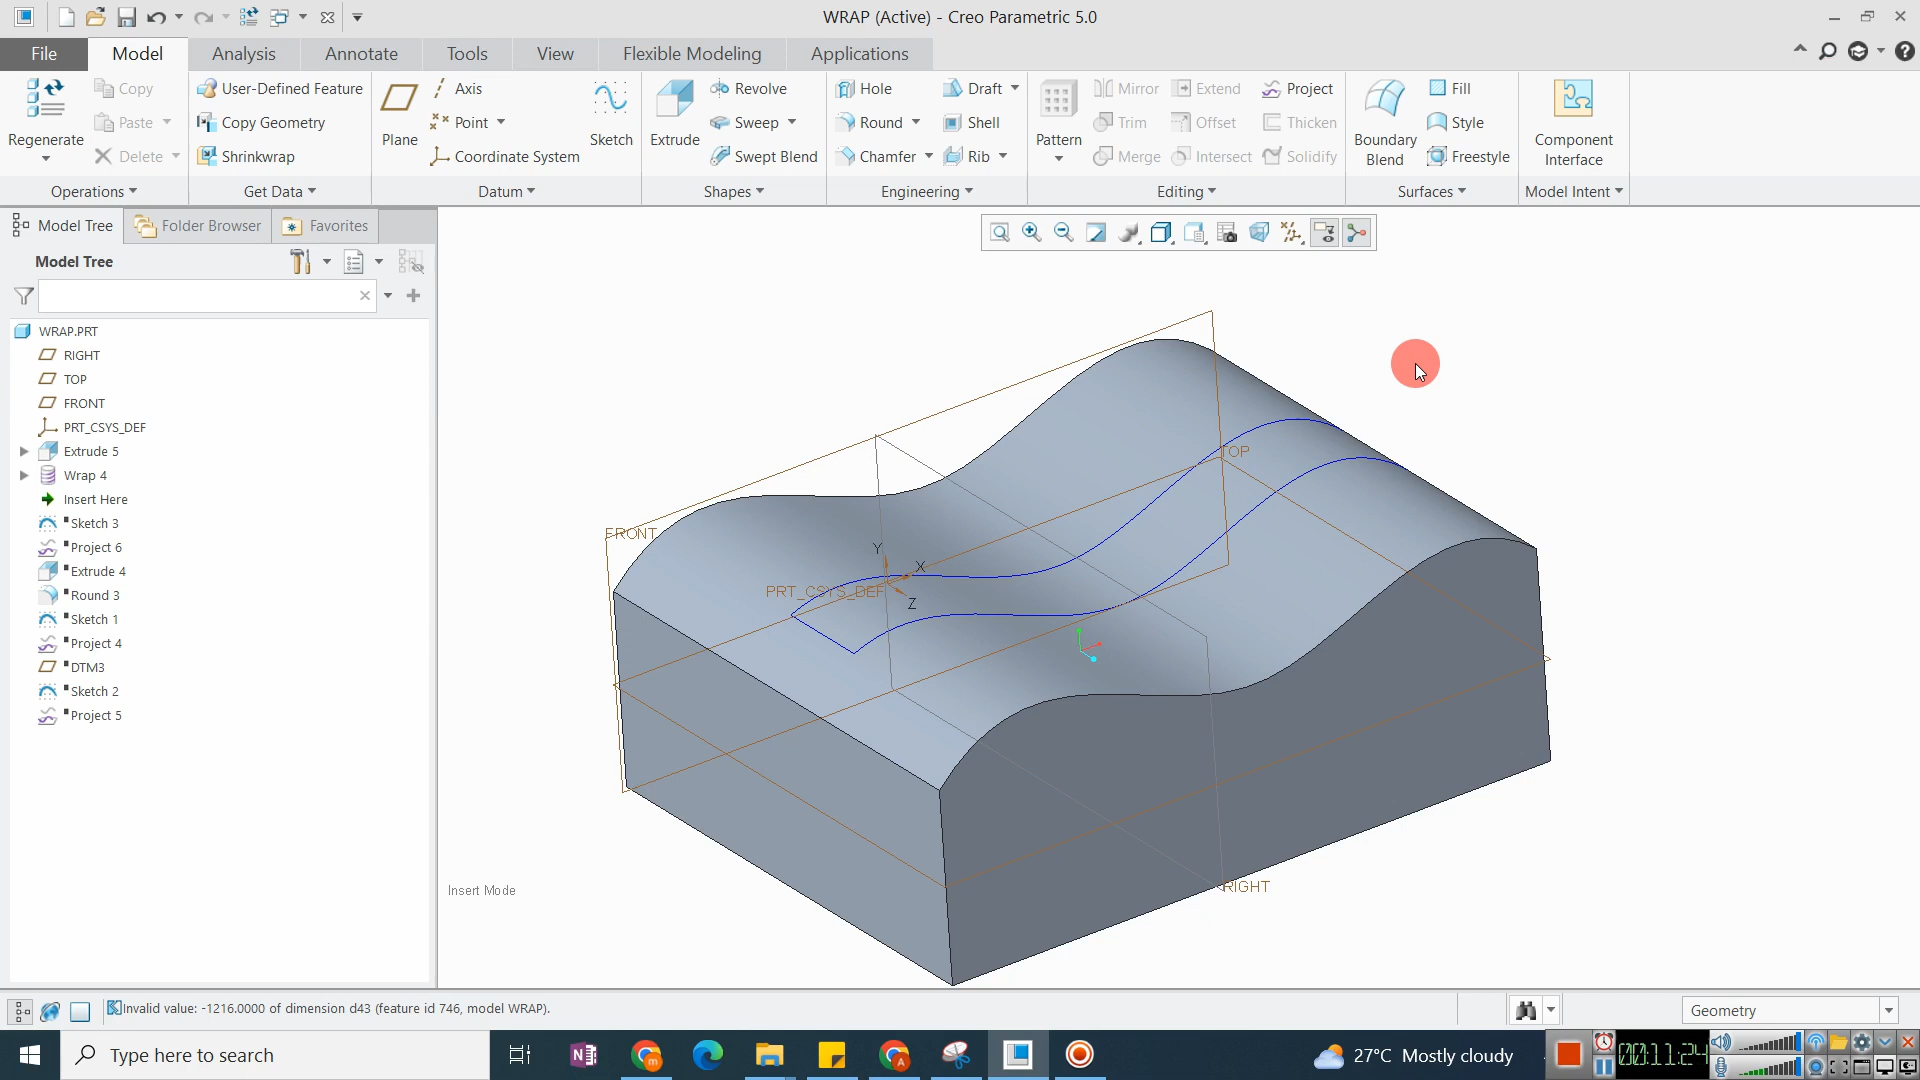 WRAP (Active) - Creo Parametric 5.0
File Model Analysis Annotate Tools View Flexible Modeling Applications
Regenerate
Copy
Paste
Delete
Operations
User-Defined Feature
Copy Geometry
Shrinkwrap
Get Data
Plane
Axis
Point
Coordinate System
Sketch
Datum
Extrude
Revolve
Sweep
Swept Blend
Shapes
Hole
Round
Chamfer
Draft
Shell
Rib
Engineering
Pattern
Mirror
Trim
Merge
Extend
Offset
Intersect
Project
Thicken
Solidify
Editing
Boundary
Blend
Fill
Style
Freestyle
Surfaces
Component
Interface
Model Intent
Model Tree Folder Browser Favorites
Model Tree
WRAP.PRT
RIGHT
TOP
FRONT
PRT_CSYS_DEF
Extrude 5
Wrap 4
Insert Here
Sketch 3
Project 6
Extrude 4
Round 3
Sketch 1
Project 4
DTM3
Sketch 2
Project 5
TOP
FRONT
Y
X
PRT_CSYS_DEF
Z
RIGHT
Insert Mode
Invalid value: -1216.0000 of dimension d43 (feature id 746, model WRAP).
Geometry
Type here to search
27°C Mostly cloudy
00:11:24